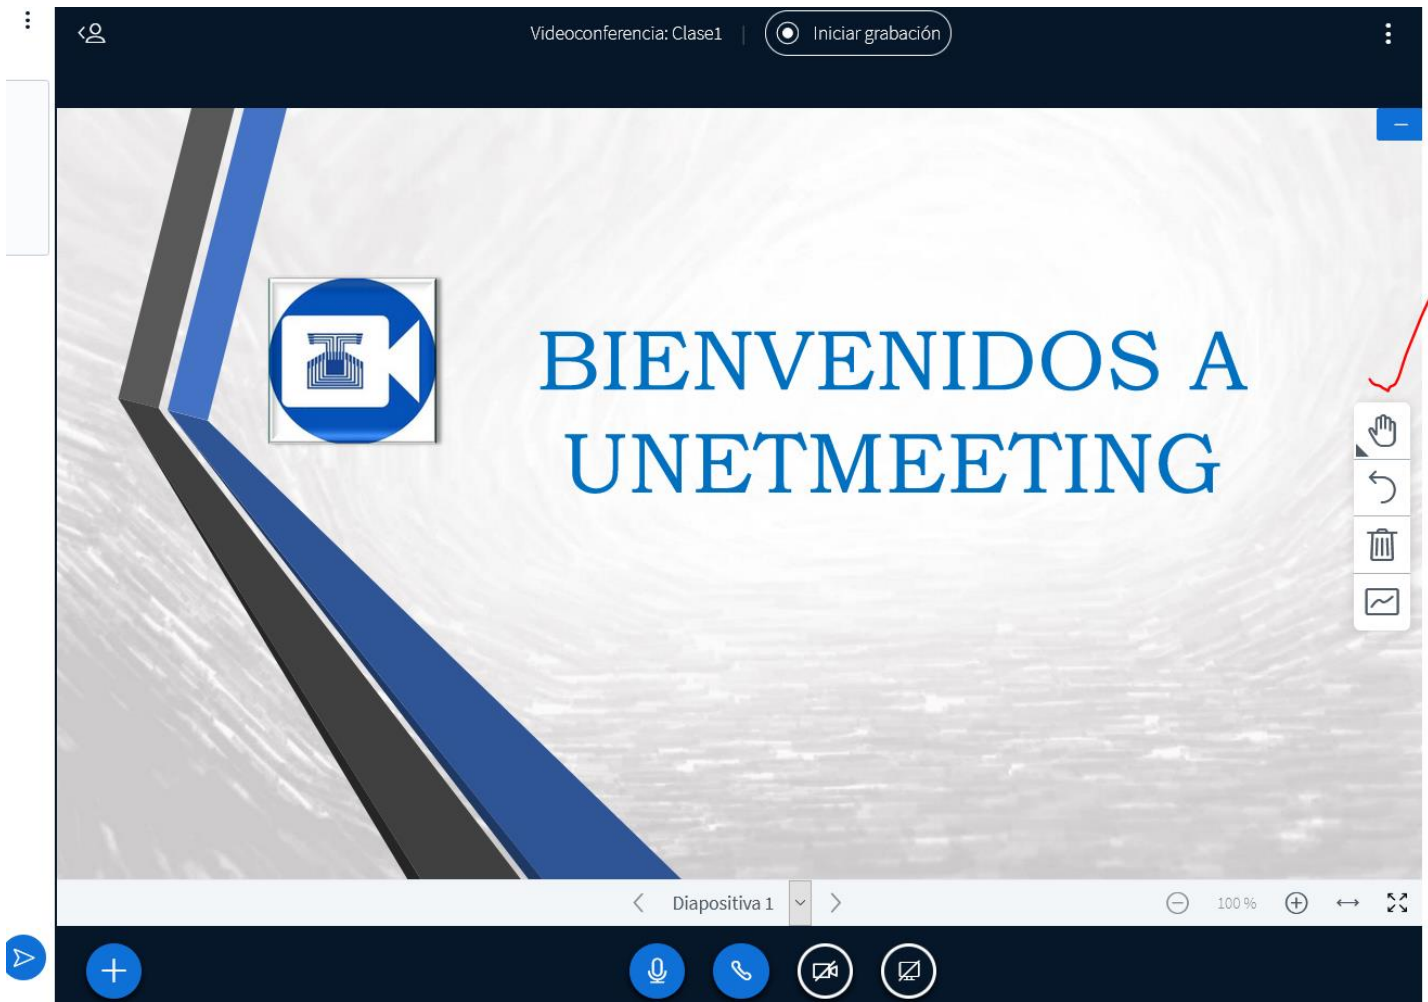 Videoconferencia: Clase1
Iniciar grabación
BIENVENIDOS A
UNETMEETING
Diapositiva 1
100 %